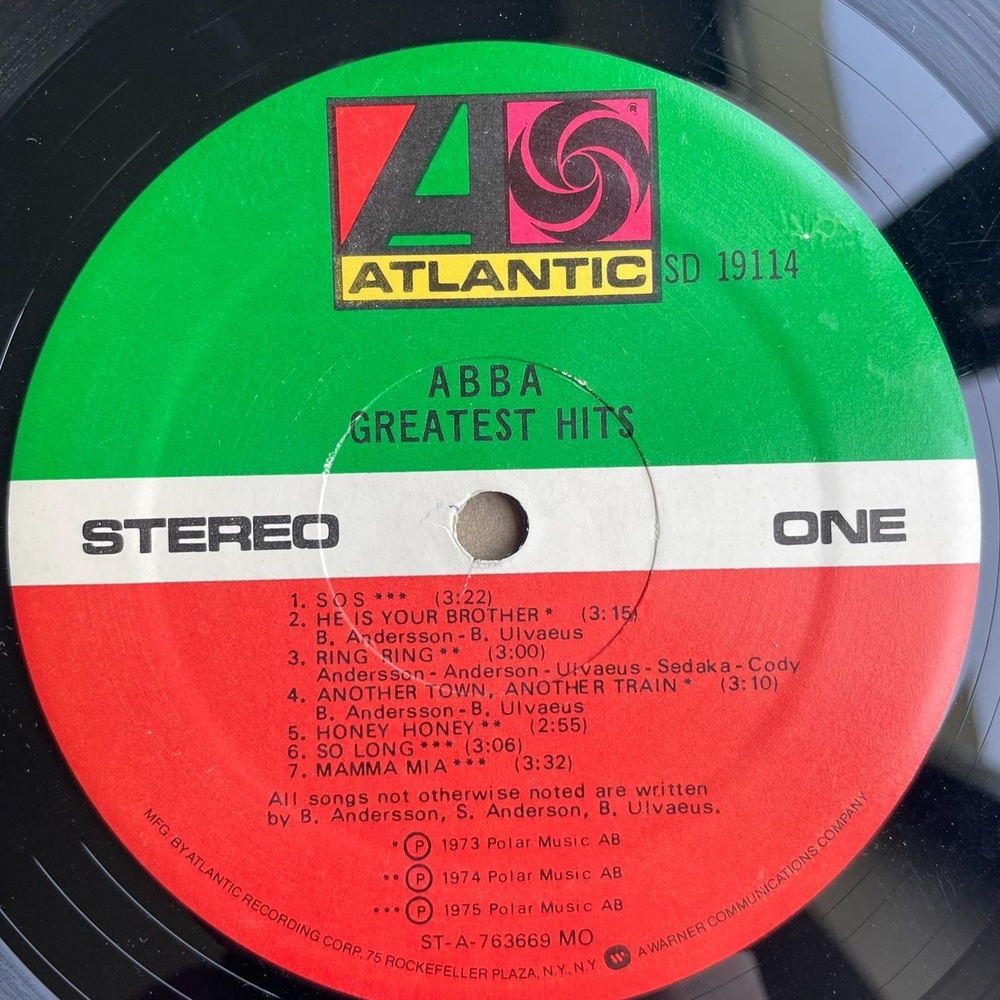 ATLANTIC
SD 19114
ABBA
GREATEST HITS
STEREO
ONE
1. S O S *** (3:22)
2. HE IS YOUR BROTHER * (3:15)
B. Andersson - B. Ulvaeus
3. RING RING ** (3:00)
Andersson - Anderson - Ulvaeus - Sedaka - Cody
4. ANOTHER TOWN, ANOTHER TRAIN * (3:10)
B. Andersson - B. Ulvaeus
5. HONEY HONEY ** (2:55)
6. SO LONG *** (3:06)
7. MAMMA MIA *** (3:32)
All songs not otherwise noted are written
by B. Andersson, S. Anderson, B. Ulvaeus.
* Ⓟ 1973 Polar Music AB
** Ⓟ 1974 Polar Music AB
*** Ⓟ 1975 Polar Music AB
ST-A-763669 MO
MFG. BY ATLANTIC RECORDING CORP. 75 ROCKEFELLER PLAZA, N.Y., N.Y. A WARNER COMMUNICATIONS COMPANY